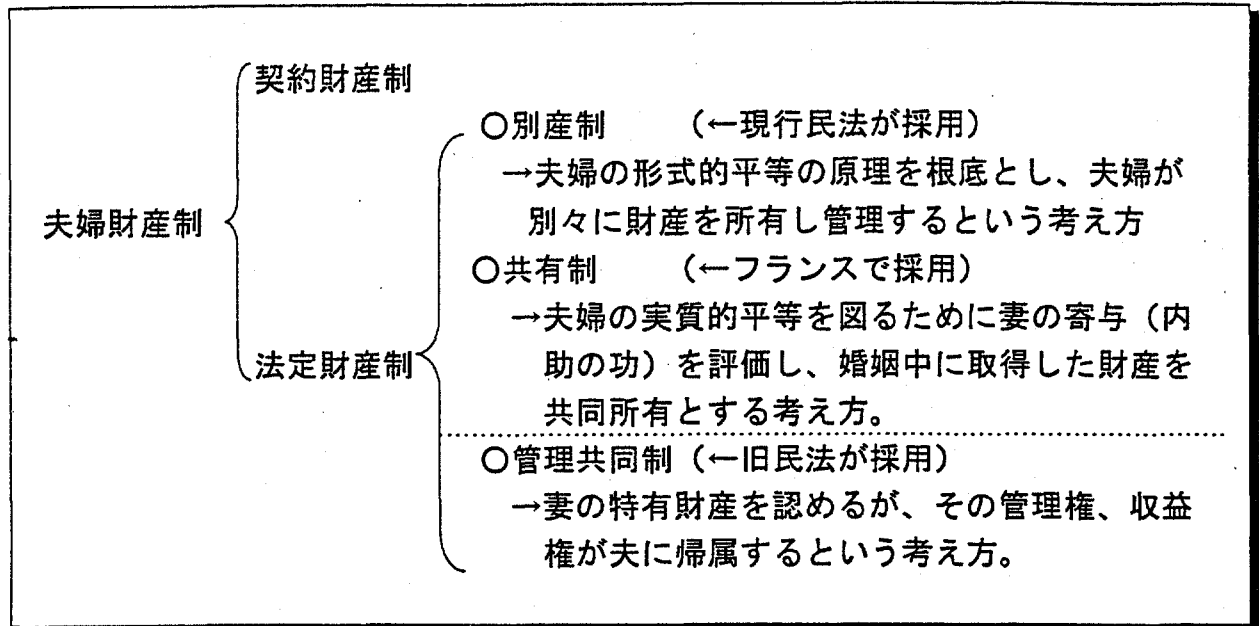 契約財産制
○別産制 (←現行民法が採用)
→夫婦の形式的平等の原理を根底とし、夫婦が
別々に財産を所有し管理するという考え方
夫婦財産制
○共有制 (←フランスで採用)
→夫婦の実質的平等を図るために妻の寄与(内
法定財産制
助の功)を評価し、婚姻中に取得した財産を
共同所有とする考え方。
○管理共同制(←旧民法が採用)
→妻の特有財産を認めるが、その管理権、収益
権が夫に帰属するという考え方。